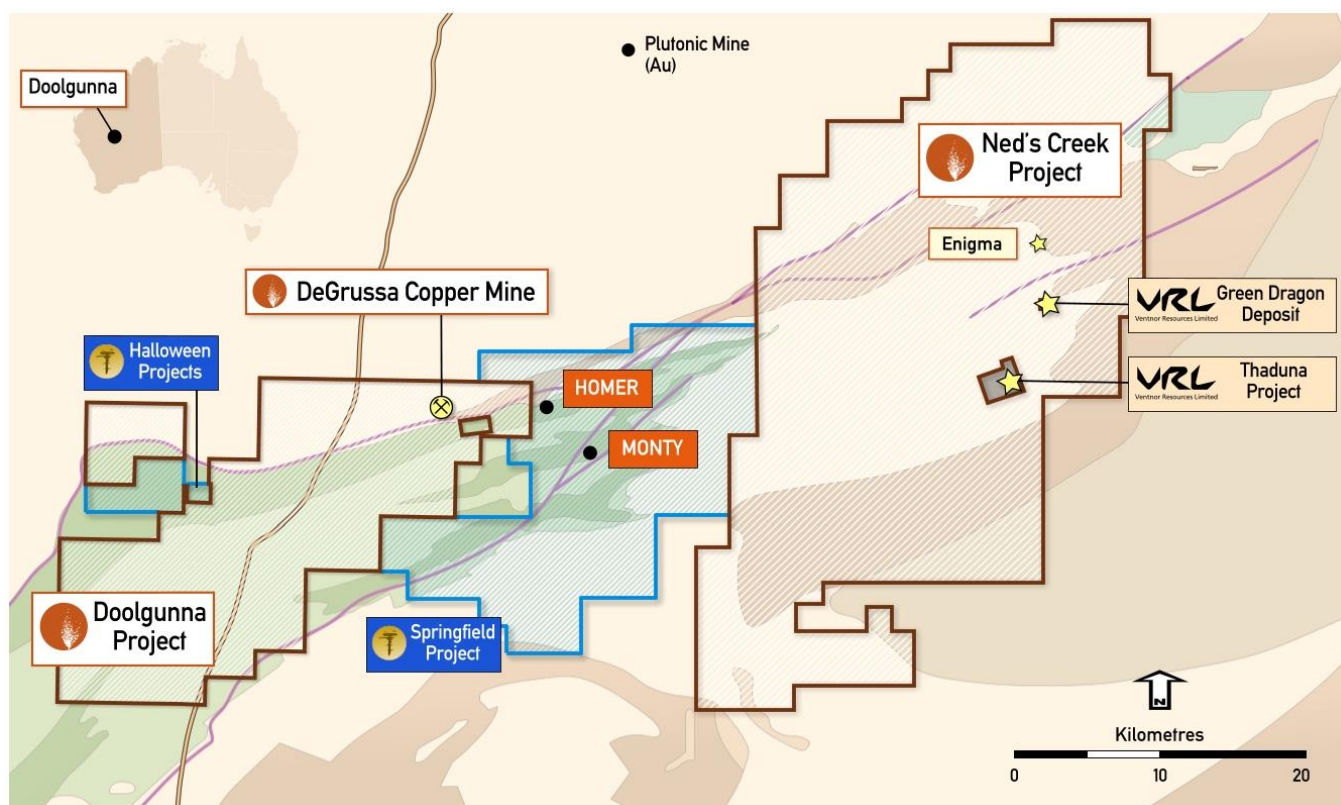 Doolgunna
Plutonic Mine
(Au)
Ned's Creek
Project
Enigma
DeGrussa Copper Mine
VRL
Ventnor Resources Limited
Green Dragon
Deposit
Halloween
Projects
HOMER
VRL
Ventnor Resources Limited
Thaduna
Project
MONTY
Doolgunna
Project
Springfield
Project
N
Kilometres
0
10
20